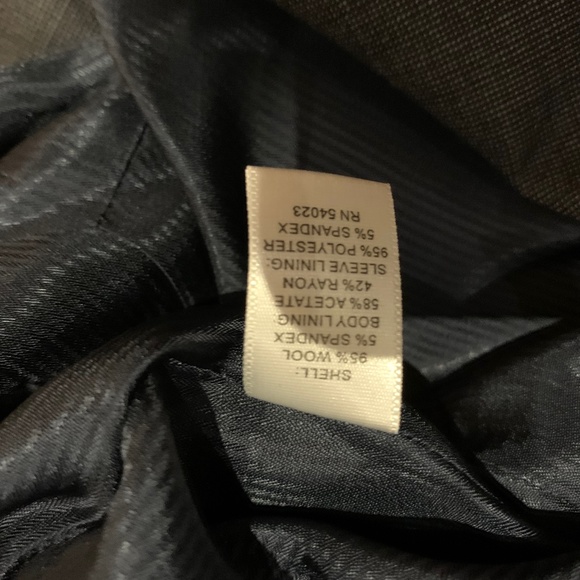 SHELL:
95% WOOL
5% SPANDEX
BODY LINING:
58% ACETATE
42% RAYON
SLEEVE LINING:
95% POLYESTER
5% SPANDEX
RN 54023